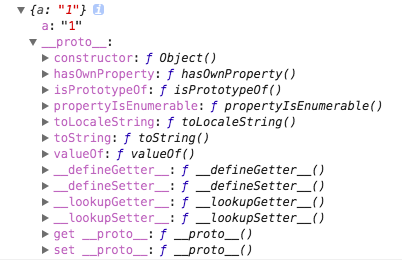 {a: "1"} i
a: "1"
__proto__:
constructor: ƒ Object()
hasOwnProperty: ƒ hasOwnProperty()
isPrototypeOf: ƒ isPrototypeOf()
propertyIsEnumerable: ƒ propertyIsEnumerable()
toLocaleString: ƒ toLocaleString()
toString: ƒ toString()
valueOf: ƒ valueOf()
__defineGetter__: ƒ __defineGetter__()
__defineSetter__: ƒ __defineSetter__()
__lookupGetter__: ƒ __lookupGetter__()
__lookupSetter__: ƒ __lookupSetter__()
get __proto__: ƒ __proto__()
set __proto__: ƒ __proto__()